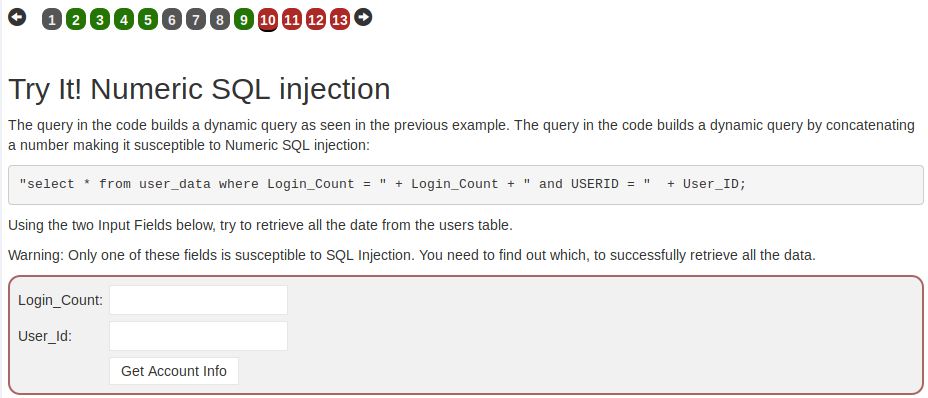 1 2 3 4 5 6 7 8 9 10 11 12 13
Try It! Numeric SQL injection
The query in the code builds a dynamic query as seen in the previous example. The query in the code builds a dynamic query by concatenating
a number making it susceptible to Numeric SQL injection:
"select * from user_data where Login_Count = " + Login_Count + " and USERID = "  + User_ID;
Using the two Input Fields below, try to retrieve all the date from the users table.
Warning: Only one of these fields is susceptible to SQL Injection. You need to find out which, to successfully retrieve all the data.
Login_Count:
User_Id:
Get Account Info